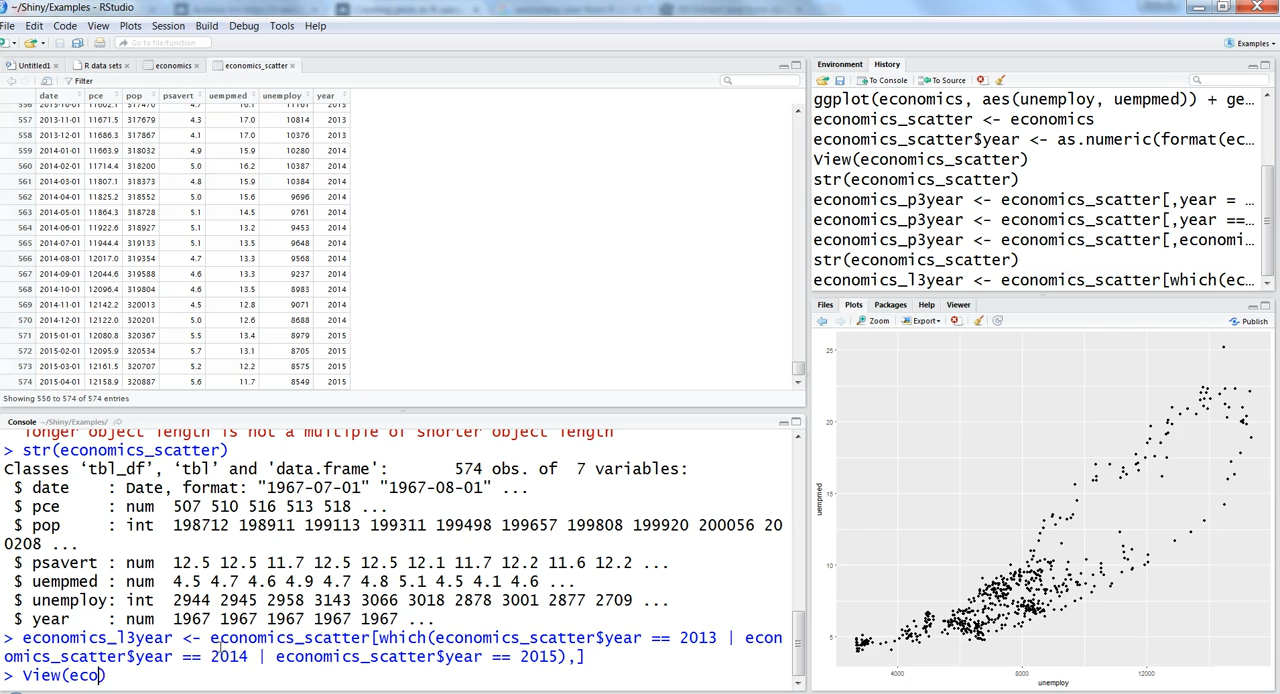 ~/Shiny/Examples - RStudio
File Edit Code View Plots Session Build Debug Tools Help
Go to file/function Examples
Untitled1 R data sets economics economics_scatter
Filter
date pce pop psavert uempmed unemploy year
556 2013-10-01 11602.1 317470 4.7 16.1 11161 2013
557 2013-11-01 11671.5 317679 4.3 17.0 10814 2013
558 2013-12-01 11686.3 317867 4.1 17.0 10376 2013
559 2014-01-01 11663.9 318032 4.9 15.9 10280 2014
560 2014-02-01 11714.4 318200 5.0 16.2 10387 2014
561 2014-03-01 11807.1 318373 4.8 15.9 10384 2014
562 2014-04-01 11825.2 318552 5.0 15.6 9696 2014
563 2014-05-01 11864.3 318728 5.1 14.5 9761 2014
564 2014-06-01 11922.6 318927 5.1 13.2 9453 2014
565 2014-07-01 11944.4 319133 5.1 13.5 9648 2014
566 2014-08-01 12017.0 319354 4.7 13.3 9568 2014
567 2014-09-01 12044.6 319588 4.6 13.3 9237 2014
568 2014-10-01 12096.4 319804 4.6 13.5 8983 2014
569 2014-11-01 12142.2 320013 4.5 12.8 9071 2014
570 2014-12-01 12122.0 320201 5.0 12.6 8688 2014
571 2015-01-01 12080.8 320367 5.5 13.4 8979 2015
572 2015-02-01 12095.9 320534 5.7 13.1 8705 2015
573 2015-03-01 12161.5 320707 5.2 12.2 8575 2015
574 2015-04-01 12158.9 320887 5.6 11.7 8549 2015
Showing 556 to 574 of 574 entries
Console ~/Shiny/Examples/
longer object length is not a multiple of shorter object length
> str(economics_scatter)
Classes ‘tbl_df’, ‘tbl’ and 'data.frame': 574 obs. of 7 variables:
$ date : Date, format: "1967-07-01" "1967-08-01" ...
$ pce : num 507 510 516 513 518 ...
$ pop : int 198712 198911 199113 199311 199498 199657 199808 199920 200056 20
0208 ...
$ psavert : num 12.5 12.5 11.7 12.5 12.5 12.1 11.7 12.2 11.6 12.2 ...
$ uempmed : num 4.5 4.7 4.6 4.9 4.7 4.8 5.1 4.5 4.1 4.6 ...
$ unemploy: int 2944 2945 2958 3143 3066 3018 2878 3001 2877 2709 ...
$ year : num 1967 1967 1967 1967 1967 ...
> economics_l3year <- economics_scatter[which(economics_scatter$year == 2013 | econ
omics_scatter$year == 2014 | economics_scatter$year == 2015),]
> View(eco)
Environment History
To Console To Source
ggplot(economics, aes(unemploy, uempmed)) + ge…
economics_scatter <- economics
economics_scatter$year <- as.numeric(format(ec…
View(economics_scatter)
str(economics_scatter)
economics_p3year <- economics_scatter[,year = …
economics_p3year <- economics_scatter[,year ==…
economics_p3year <- economics_scatter[,economi…
str(economics_scatter)
economics_l3year <- economics_scatter[which(ec…
Files Plots Packages Help Viewer
Zoom Export Publish
25
20
15
10
5
uempmed
4000 8000 12000
unemploy